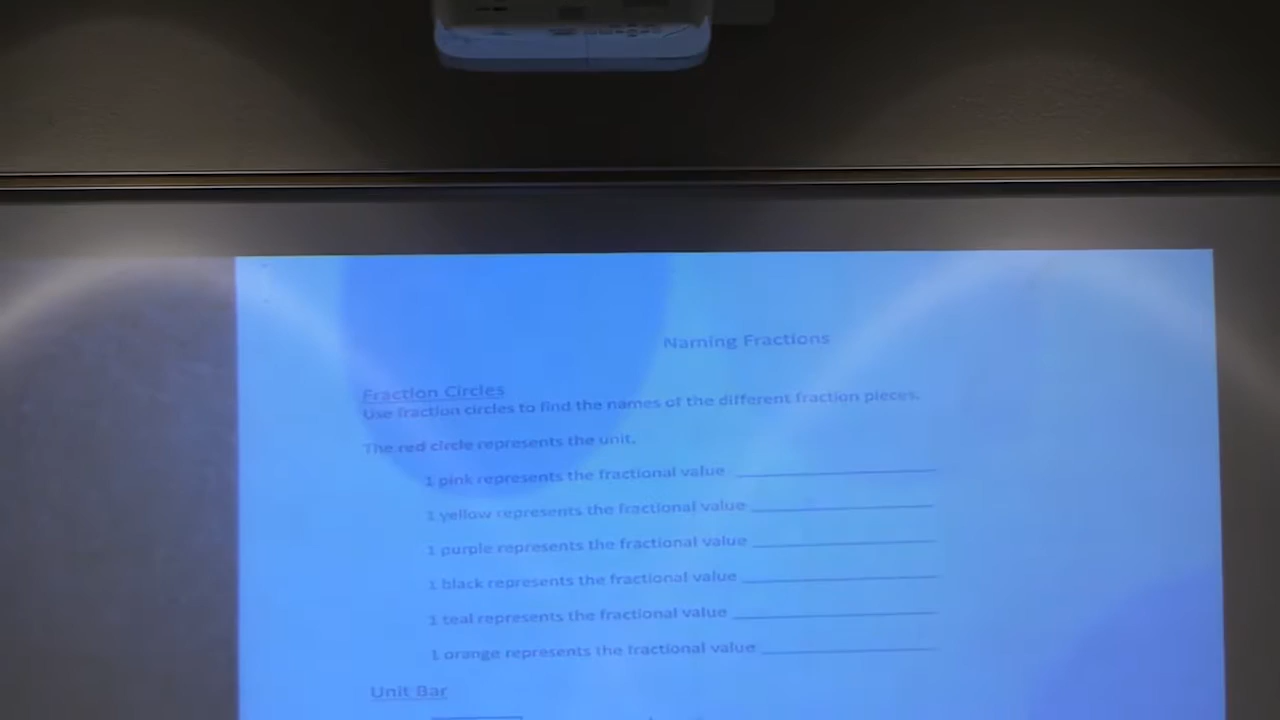 Naming Fractions
Fraction Circles
Use fraction circles to find the names of the different fraction pieces.
The red circle represents the unit.
1 pink represents the fractional value
1 yellow represents the fractional value
1 purple represents the fractional value
1 black represents the fractional value
1 teal represents the fractional value
1 orange represents the fractional value
Unit Bar